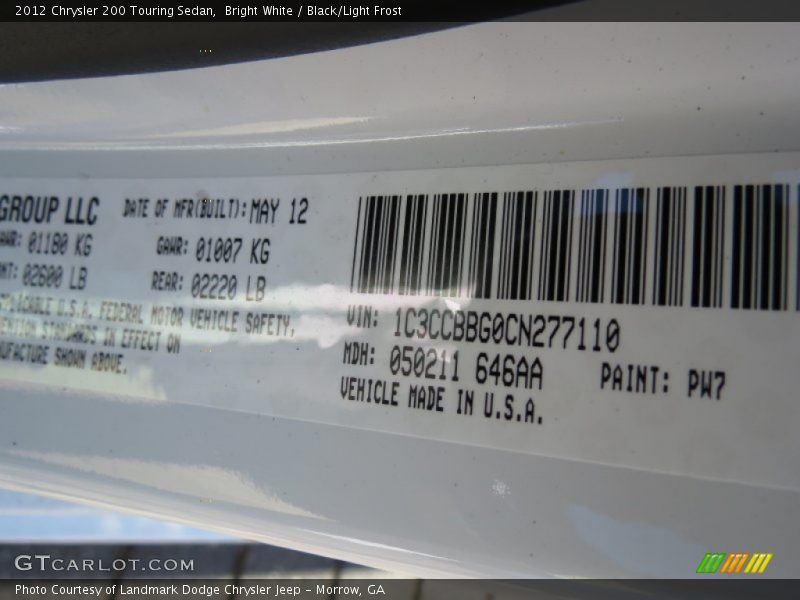 2012 Chrysler 200 Touring Sedan,  Bright White / Black/Light Frost
GROUP LLC
DATE OF MFR(BUILT): MAY 12
01180 KG
GAWR: 01007 KG
02600 LB
REAR: 02220 LB
U.S.A. FEDERAL MOTOR VEHICLE SAFETY,
STANDARDS IN EFFECT ON
SHOWN ABOVE.
VIN: 1C3CCBBG0CN277110
MDH: 050211 646AA
PAINT: PW7
VEHICLE MADE IN U.S.A.
GTCARLOT.COM
Photo Courtesy of Landmark Dodge Chrysler Jeep – Morrow, GA